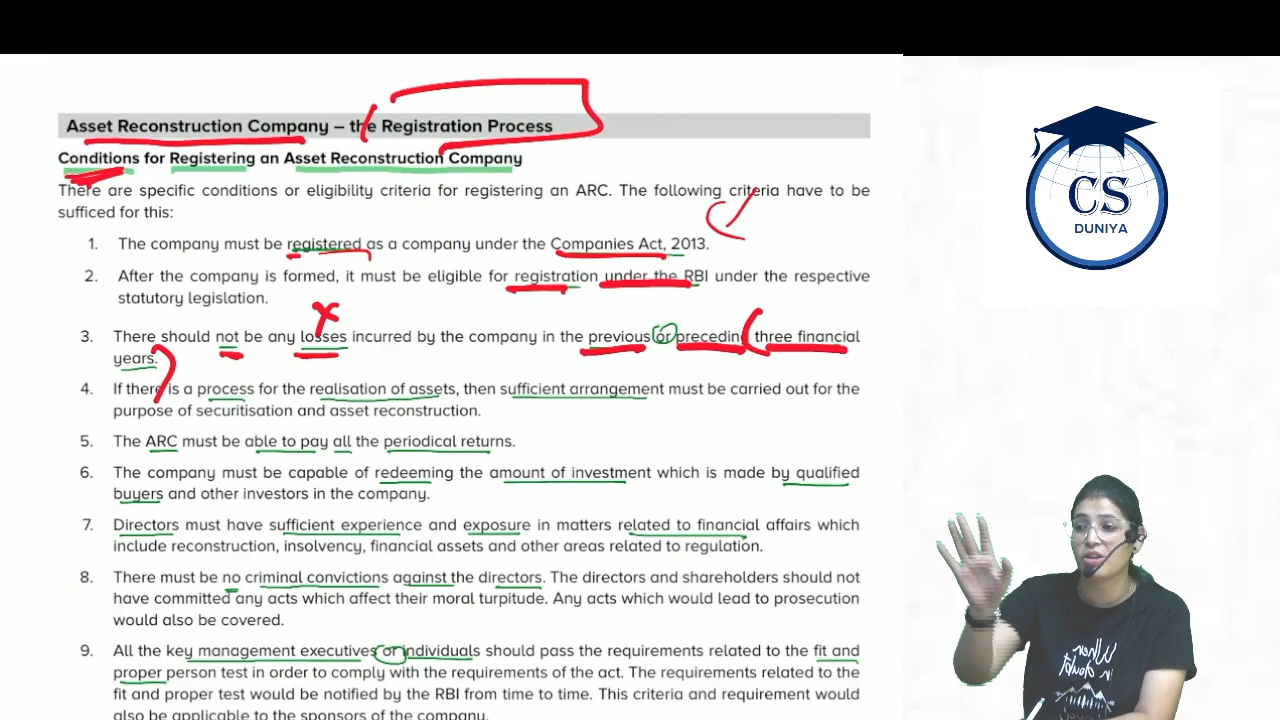 Asset Reconstruction Company – the Registration Process
Conditions for Registering an Asset Reconstruction Company
There are specific conditions or eligibility criteria for registering an ARC. The following criteria have to be
sufficed for this:
1. The company must be registered as a company under the Companies Act, 2013.
2. After the company is formed, it must be eligible for registration under the RBI under the respective
statutory legislation.
3. There should not be any losses incurred by the company in the previous or preceding three financial
years.
4. If there is a process for the realisation of assets, then sufficient arrangement must be carried out for the
purpose of securitisation and asset reconstruction.
5. The ARC must be able to pay all the periodical returns.
6. The company must be capable of redeeming the amount of investment which is made by qualified
buyers and other investors in the company.
7. Directors must have sufficient experience and exposure in matters related to financial affairs which
include reconstruction, insolvency, financial assets and other areas related to regulation.
8. There must be no criminal convictions against the directors. The directors and shareholders should not
have committed any acts which affect their moral turpitude. Any acts which would lead to prosecution
would also be covered.
9. All the key management executives or individuals should pass the requirements related to the fit and
proper person test in order to comply with the requirements of the act. The requirements related to the
fit and proper test would be notified by the RBI from time to time. This criteria and requirement would
also be applicable to the sponsors of the company.
CS
DUNIYA
When
in doubt